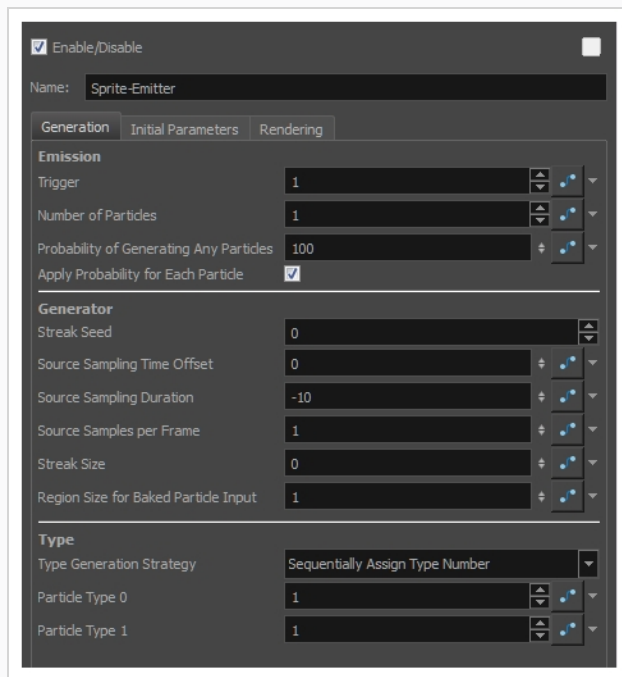 Enable/Disable
Name: Sprite-Emitter
Generation Initial Parameters Rendering
Emission
Trigger 1
Number of Particles 1
Probability of Generating Any Particles 100
Apply Probability for Each Particle
Generator
Streak Seed 0
Source Sampling Time Offset 0
Source Sampling Duration -10
Source Samples per Frame 1
Streak Size 0
Region Size for Baked Particle Input 1
Type
Type Generation Strategy Sequentially Assign Type Number
Particle Type 0 1
Particle Type 1 1